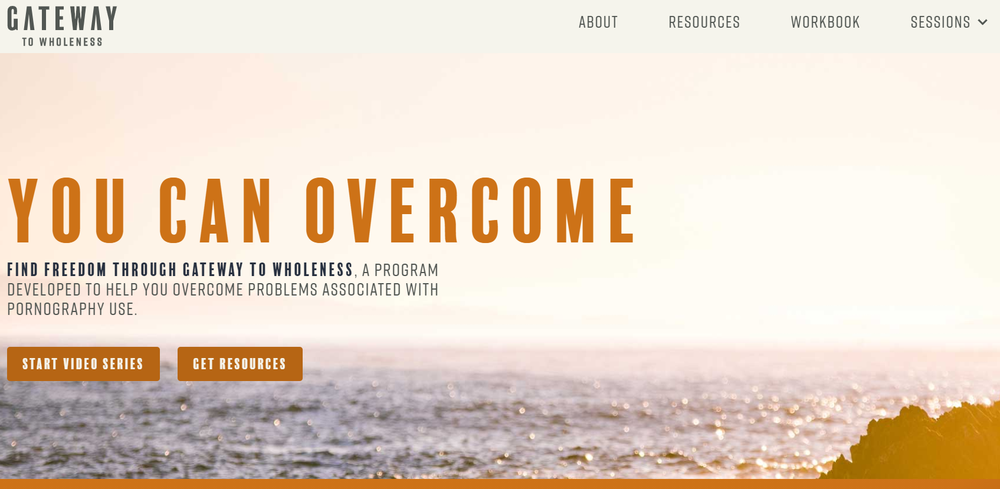 GATEWAY
TO WHOLENESS
ABOUT
RESOURCES
WORKBOOK
SESSIONS
YOU CAN OVERCOME
FIND FREEDOM THROUGH GATEWAY TO WHOLENESS, A PROGRAM
DEVELOPED TO HELP YOU OVERCOME PROBLEMS ASSOCIATED WITH
PORNOGRAPHY USE.
START VIDEO SERIES
GET RESOURCES